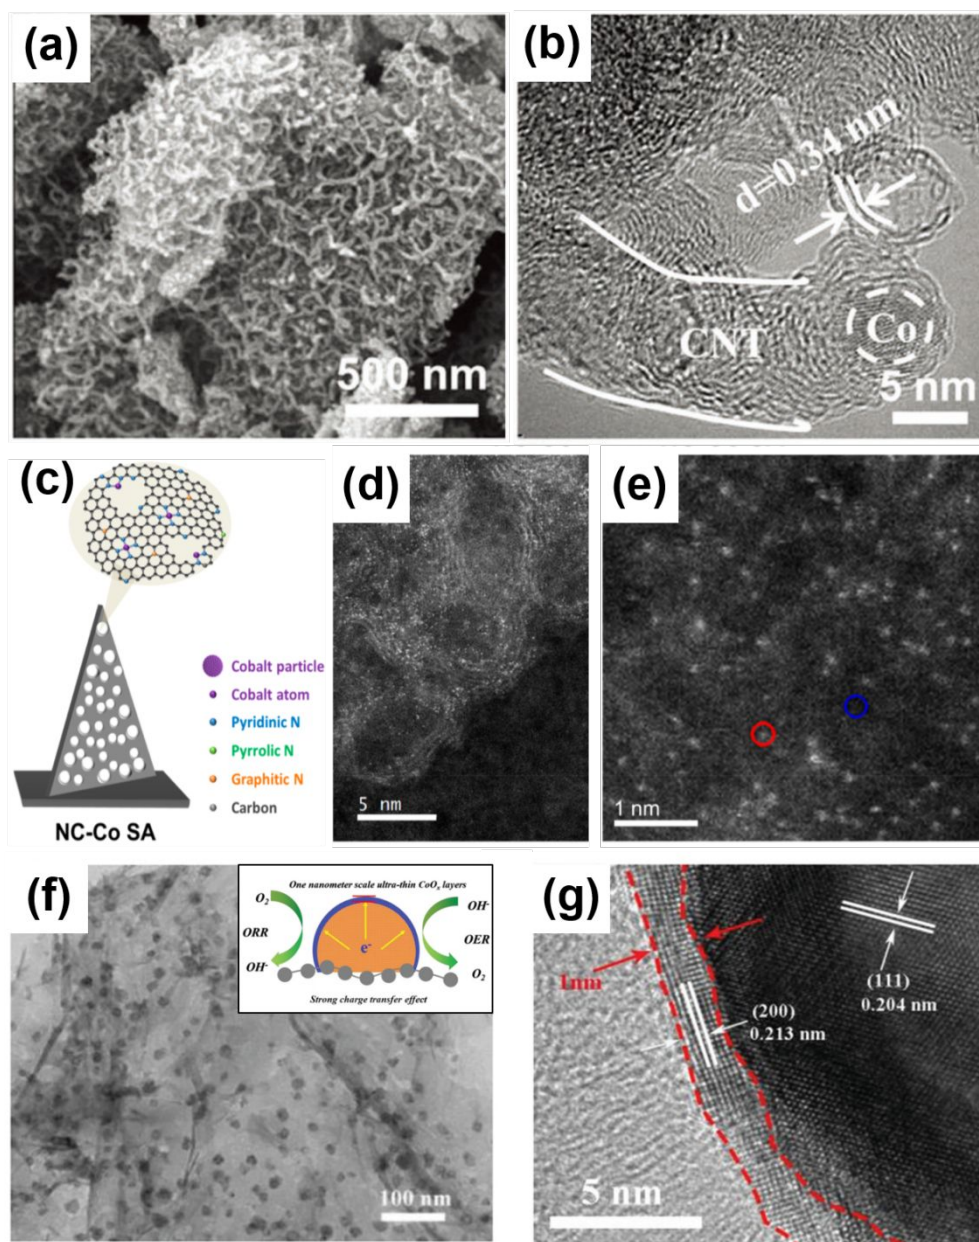 (a)
500 nm
(b)
d=0.34 nm
CNT
Co
5 nm
(c)
Cobalt particle
Cobalt atom
Pyridinic N
Pyrrolic N
Graphitic N
Carbon
NC-Co SA
(d)
5 nm
(e)
1 nm
(f)
One nanometer scale ultra-thin CoOₓ layers
O₂
OH⁻
ORR
OER
e⁻
OH⁻
O₂
Strong charge transfer effect
100 nm
(g)
1nm
(111)
0.204 nm
(200)
0.213 nm
5 nm